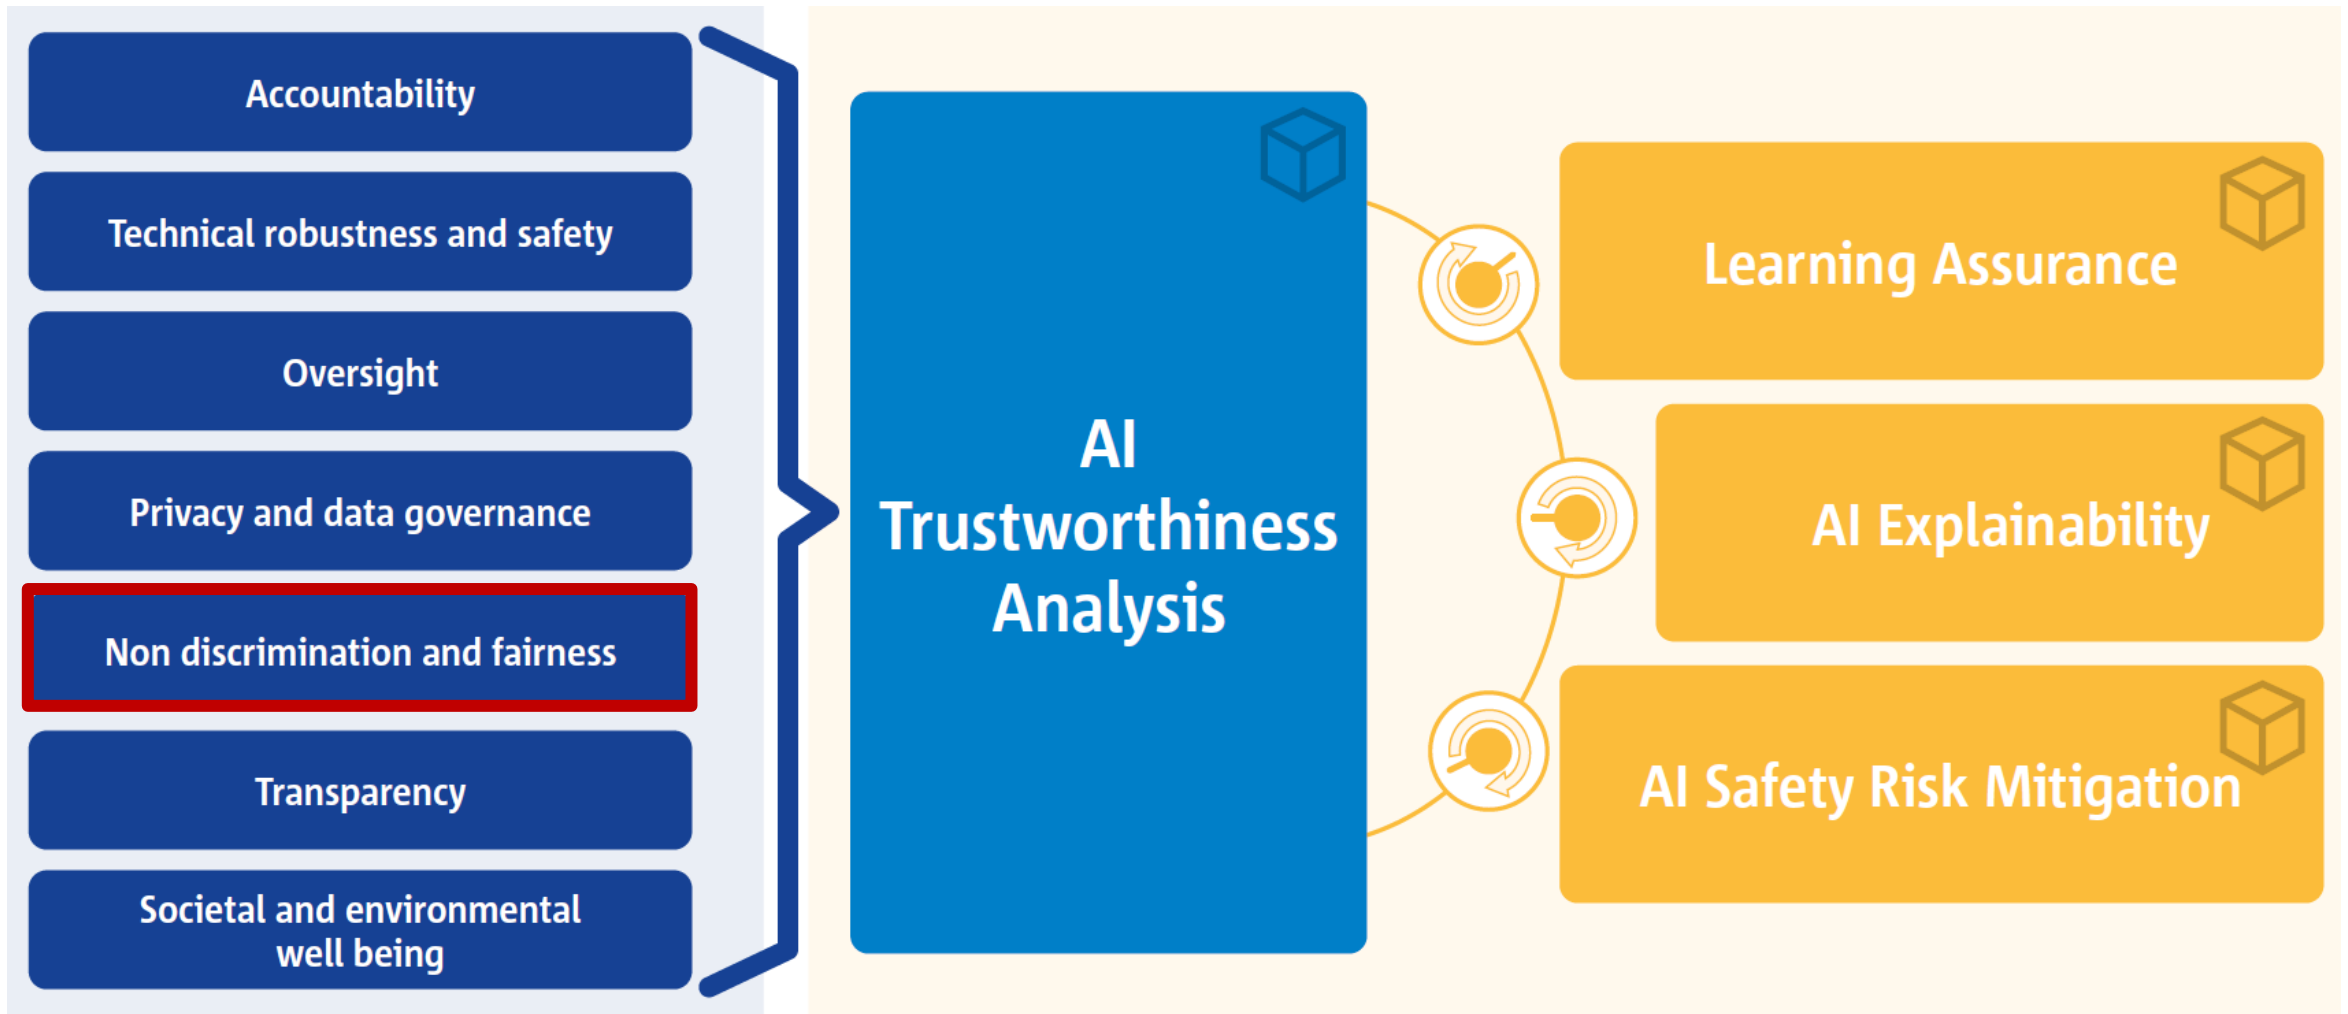 Accountability
Technical robustness and safety
Oversight
Privacy and data governance
Non discrimination and fairness
Transparency
Societal and environmental
well being
AI
Trustworthiness
Analysis
Learning Assurance
AI Explainability
AI Safety Risk Mitigation